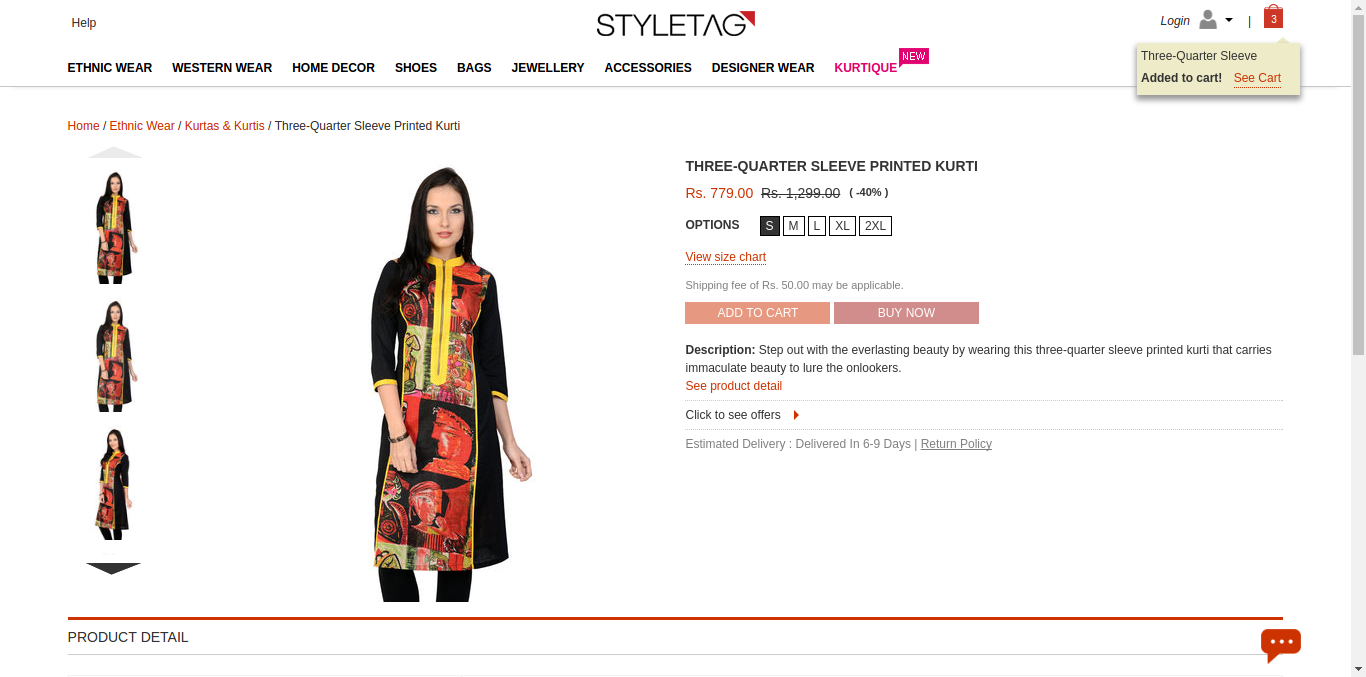 Help
STYLETAG
Login | 3
Three-Quarter Sleeve
Added to cart! See Cart
ETHNIC WEAR WESTERN WEAR HOME DECOR SHOES BAGS JEWELLERY ACCESSORIES DESIGNER WEAR KURTIQUE NEW
Home / Ethnic Wear / Kurtas & Kurtis / Three-Quarter Sleeve Printed Kurti
THREE-QUARTER SLEEVE PRINTED KURTI
Rs. 779.00 Rs. 1,299.00 ( -40% )
OPTIONS S M L XL 2XL
View size chart
Shipping fee of Rs. 50.00 may be applicable.
ADD TO CART BUY NOW
Description: Step out with the everlasting beauty by wearing this three-quarter sleeve printed kurti that carries
immaculate beauty to lure the onlookers.
See product detail
Click to see offers
Estimated Delivery : Delivered In 6-9 Days | Return Policy
PRODUCT DETAIL